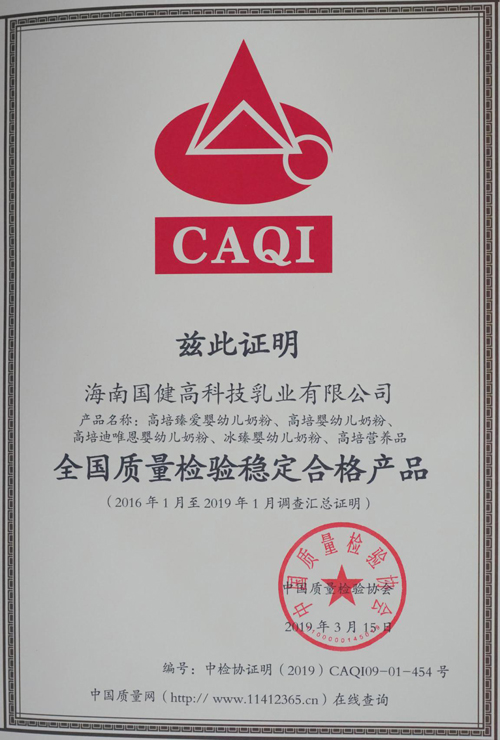 CAQI
兹此证明
海南国健高科技乳业有限公司
产品名称：高培臻爱婴幼儿奶粉、高培婴幼儿奶粉、
高培迪唯恩婴幼儿奶粉、冰臻婴幼儿奶粉、高培营养品
全国质量检验稳定合格产品
（2016年1月至2019年1月调查汇总证明）
中国质量检验协会
中国质量检验协会
2019年3月15日
编号：中检协证明（2019）CAQI09-01-454号
中国质量网（http://www.11412365.cn）在线查询